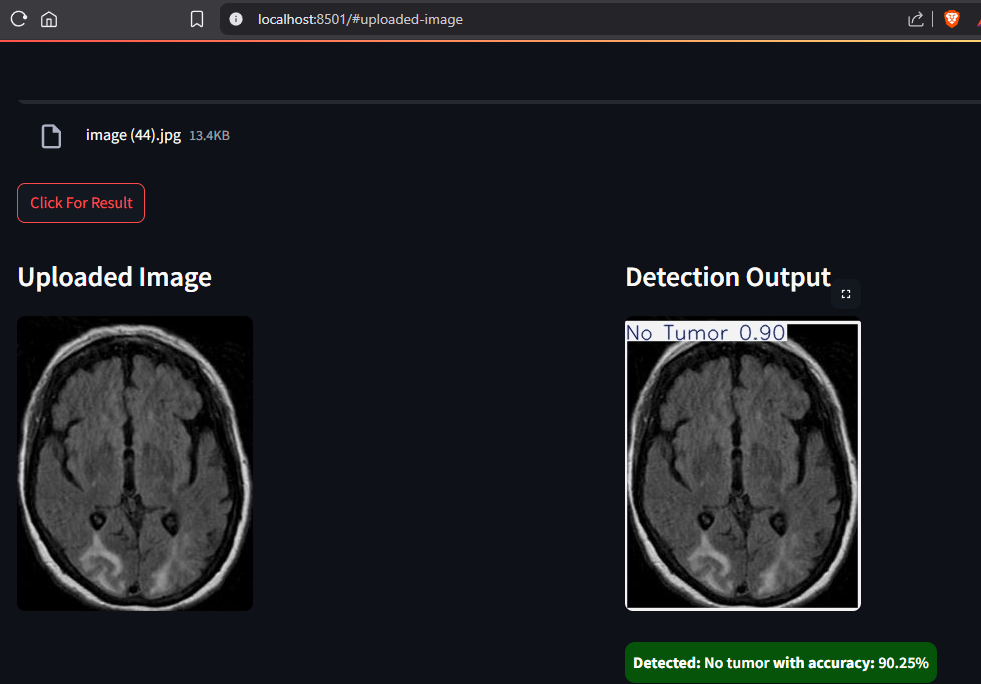 localhost:8501/#uploaded-image
image (44).jpg 13.4KB
Click For Result
Uploaded Image
Detection Output
No Tumor 0.90
Detected: No tumor with accuracy: 90.25%